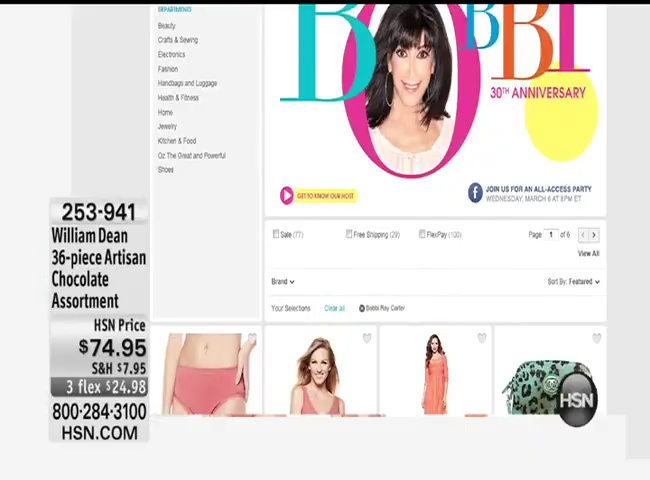 DEPARTMENTS
Beauty
Crafts & Sewing
Electronics
Fashion
Handbags and Luggage
Health & Fitness
Home
Jewelry
Kitchen & Food
Oz The Great and Powerful
Shoes
BOBBI
30TH ANNIVERSARY
GET TO KNOW OUR HOST
f JOIN US FOR AN ALL-ACCESS PARTY
WEDNESDAY, MARCH 6 AT 6PM ET
Sale (77) Free Shipping (29) FlexPay (100) Page 1 of 6 < >
View All
Brand Sort By: Featured
Your Selections Clear all Bobbi Ray Carter
253-941
William Dean
36-piece Artisan
Chocolate
Assortment
HSN Price
$74.95
S&H $7.95
3 flex $24.98
800-284-3100
HSN.COM
HSN